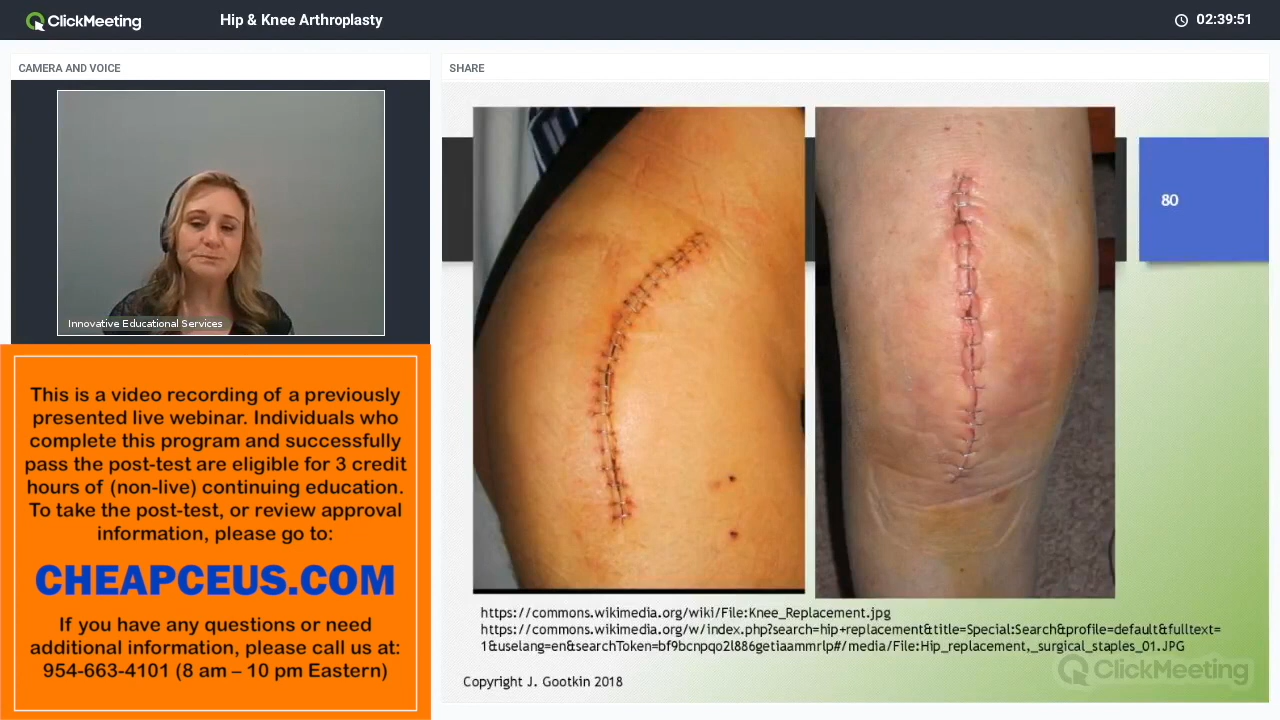 ClickMeeting
Hip & Knee Arthroplasty
02:39:51
CAMERA AND VOICE
SHARE
Innovative Educational Services
This is a video recording of a previously
presented live webinar. Individuals who
complete this program and successfully
pass the post-test are eligible for 3 credit
hours of (non-live) continuing education.
To take the post-test, or review approval
information, please go to:
CHEAPCEUS.COM
If you have any questions or need
additional information, please call us at:
954-663-4101 (8 am – 10 pm Eastern)
80
https://commons.wikimedia.org/wiki/File:Knee_Replacement.jpg
https://commons.wikimedia.org/w/index.php?search=hip+replacement&title=Special:Search&profile=default&fulltext=
1&uselang=en&searchToken=bf9bcnpqo2l886getiaammrlp#/media/File:Hip_replacement,_surgical_staples_01.JPG
Copyright J. Gootkin 2018
ClickMeeting